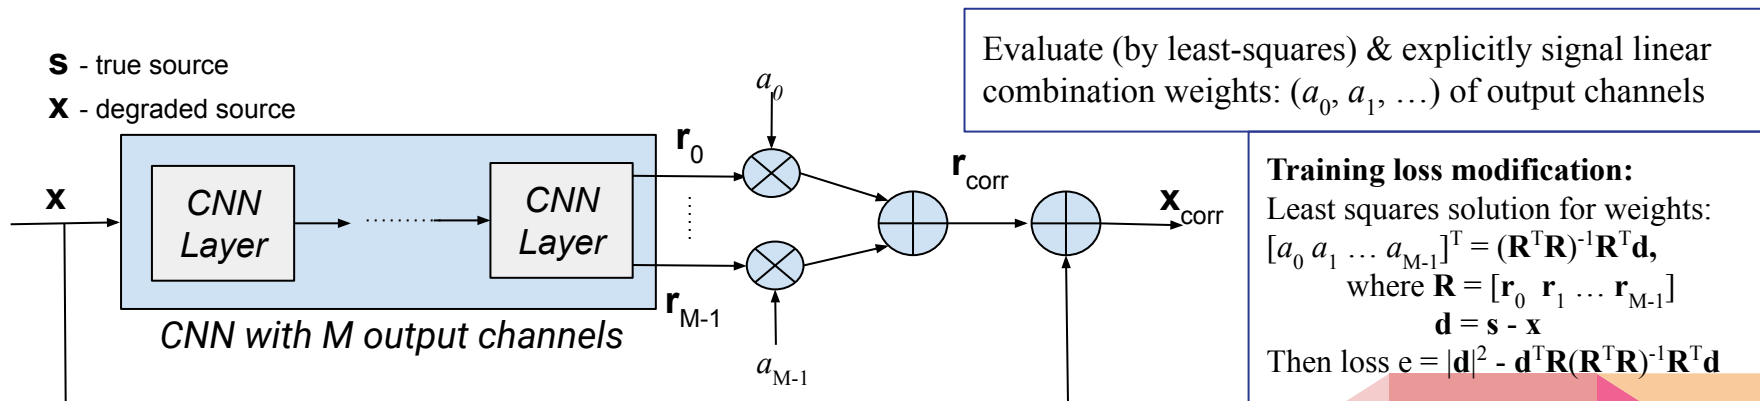 s - true source
x - degraded source
Evaluate (by least-squares) & explicitly signal linear
combination weights: (a0, a1, …) of output channels
a0
r0
x
CNN
Layer
CNN
Layer
rM-1
CNN with M output channels
aM-1
rcorr
xcorr
Training loss modification:
Least squares solution for weights:
[a0 a1 … aM-1]ᵀ = (RᵀR)⁻¹Rᵀd,
where R = [r0 r1 … rM-1]
d = s - x
Then loss e = |d|² - dᵀR(RᵀR)⁻¹Rᵀd